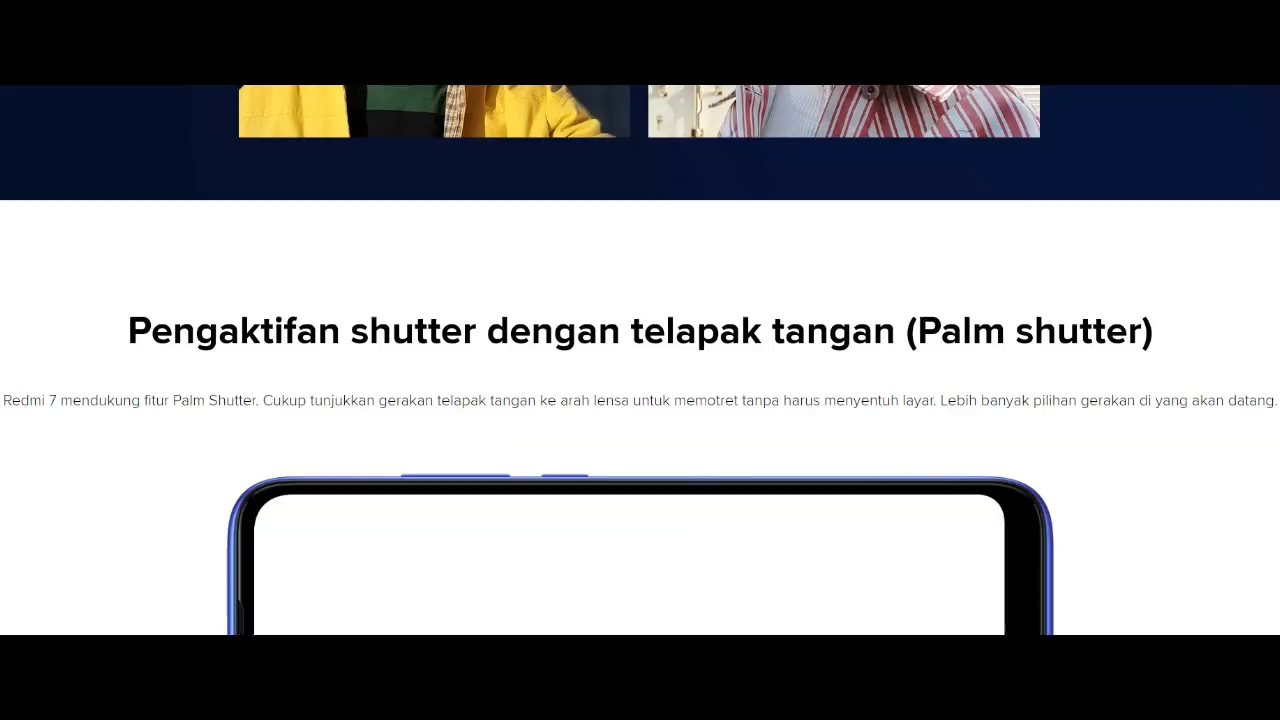 Pengaktifan shutter dengan telapak tangan (Palm shutter)
Redmi 7 mendukung fitur Palm Shutter. Cukup tunjukkan gerakan telapak tangan ke arah lensa untuk memotret tanpa harus menyentuh layar. Lebih banyak pilihan gerakan di yang akan datang.